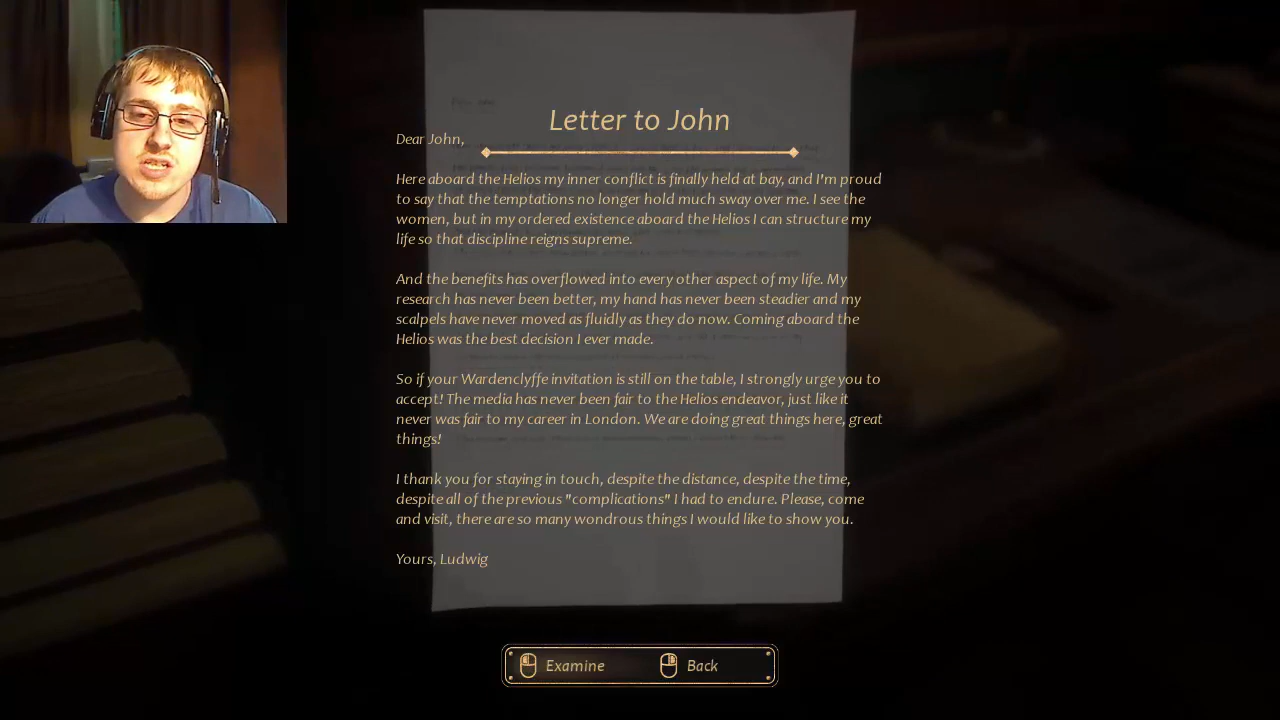 Letter to John
Dear John,
Here aboard the Helios my inner conflict is finally held at bay, and I'm proud
to say that the temptations no longer hold much sway over me. I see the
women, but in my ordered existence aboard the Helios I can structure my
life so that discipline reigns supreme.
And the benefits has overflowed into every other aspect of my life. My
research has never been better, my hand has never been steadier and my
scalpels have never moved as fluidly as they do now. Coming aboard the
Helios was the best decision I ever made.
So if your Wardenclyffe invitation is still on the table, I strongly urge you to
accept! The media has never been fair to the Helios endeavor, just like it
never was fair to my career in London. We are doing great things here, great
things!
I thank you for staying in touch, despite the distance, despite the time,
despite all of the previous "complications" I had to endure. Please, come
and visit, there are so many wondrous things I would like to show you.
Yours, Ludwig
Examine
Back